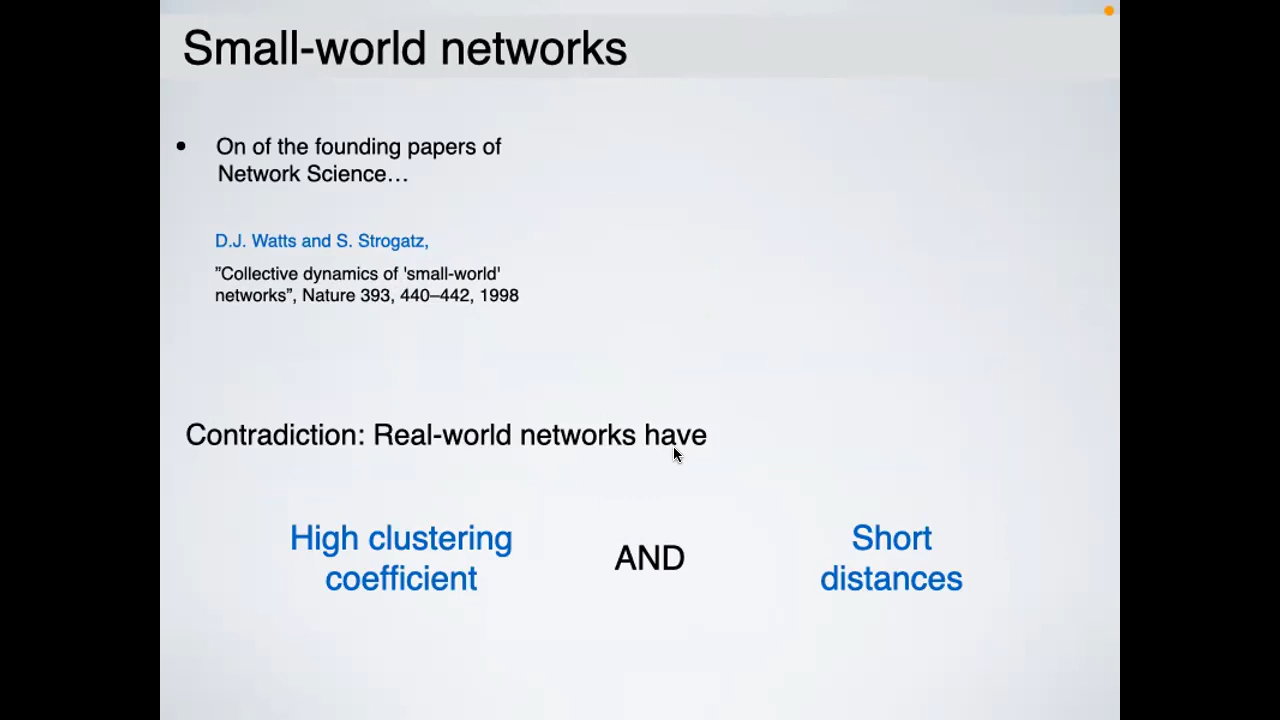 Small-world networks
• On of the founding papers of
Network Science…
D.J. Watts and S. Strogatz,
”Collective dynamics of 'small-world'
networks”, Nature 393, 440–442, 1998
Contradiction: Real-world networks have
High clustering
coefficient
AND
Short
distances